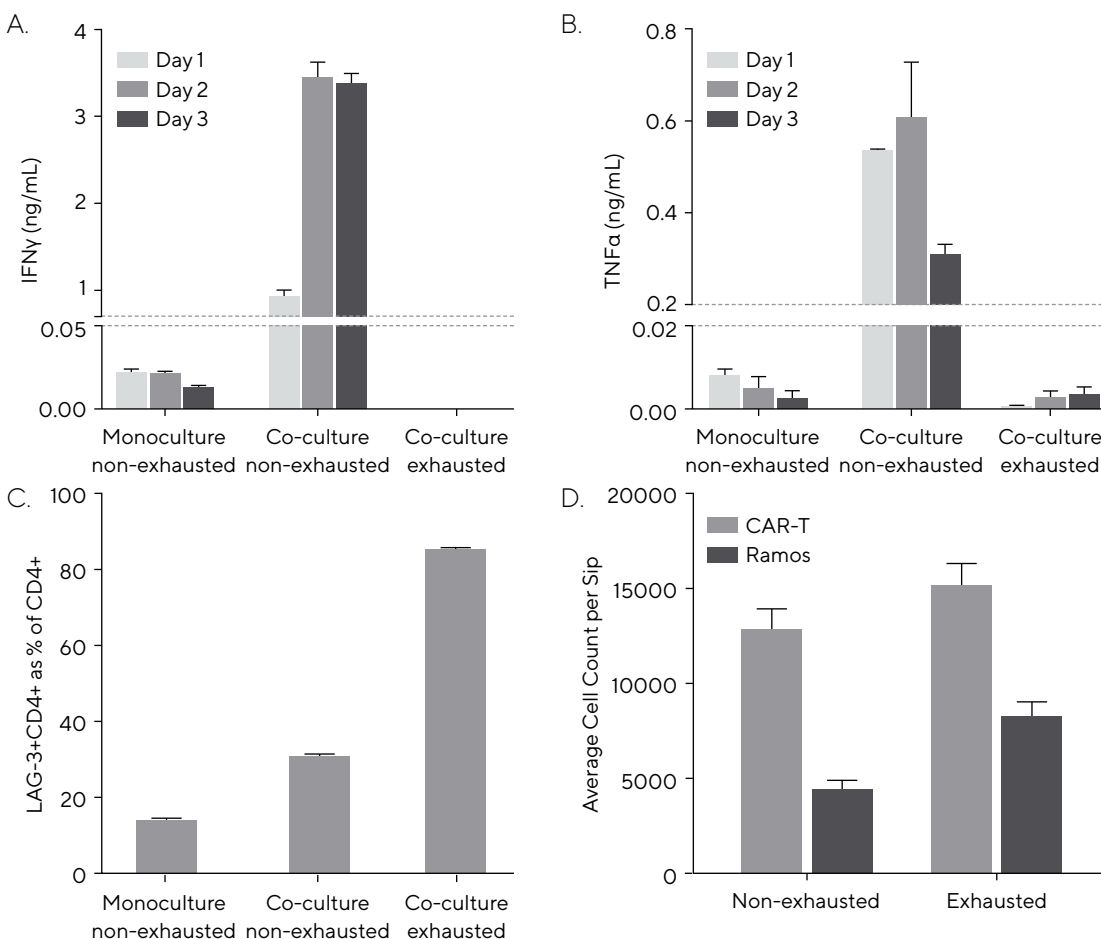 A.
IFNγ (ng/mL)
4
3
2
1
0.05
0.00
Day 1
Day 2
Day 3
Monoculture
non-exhausted
Co-culture
non-exhausted
Co-culture
exhausted
B.
TNFα (ng/mL)
0.8
0.6
0.4
0.2
0.02
0.00
Day 1
Day 2
Day 3
Monoculture
non-exhausted
Co-culture
non-exhausted
Co-culture
exhausted
C.
LAG-3+CD4+ as % of CD4+
100
80
60
40
20
0
Monoculture
non-exhausted
Co-culture
non-exhausted
Co-culture
exhausted
D.
Average Cell Count per Sip
20000
15000
10000
5000
0
CAR-T
Ramos
Non-exhausted
Exhausted